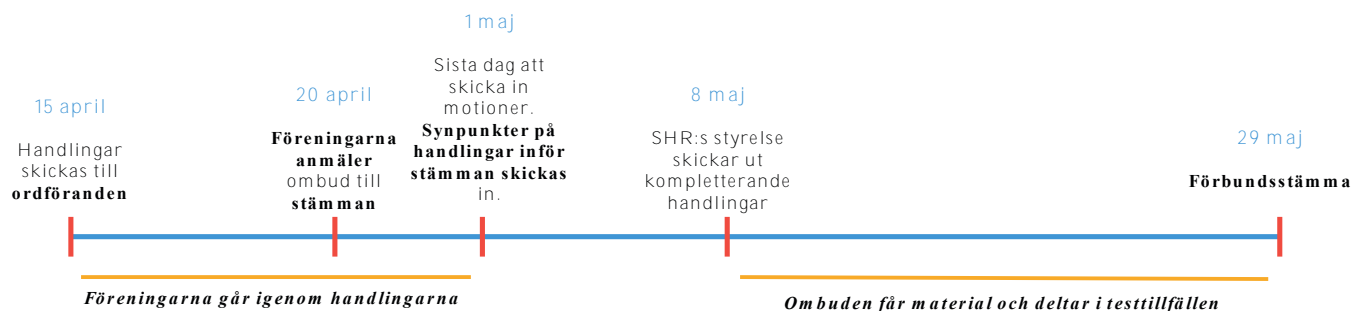 15 april
Handlingar
skickas till
ordföranden
20 april
Föreningarna
anmäler
ombud till
stämman
1 maj
Sista dag att
skicka in
motioner.
Synpunkter på
handlingar inför
stämman skickas
in.
8 maj
SHR:s styrelse
skickar ut
kompletterande
handlingar
29 maj
Förbundsstämma
Föreningarna går igenom handlingarna
Ombuden får material och deltar i testtillfällen